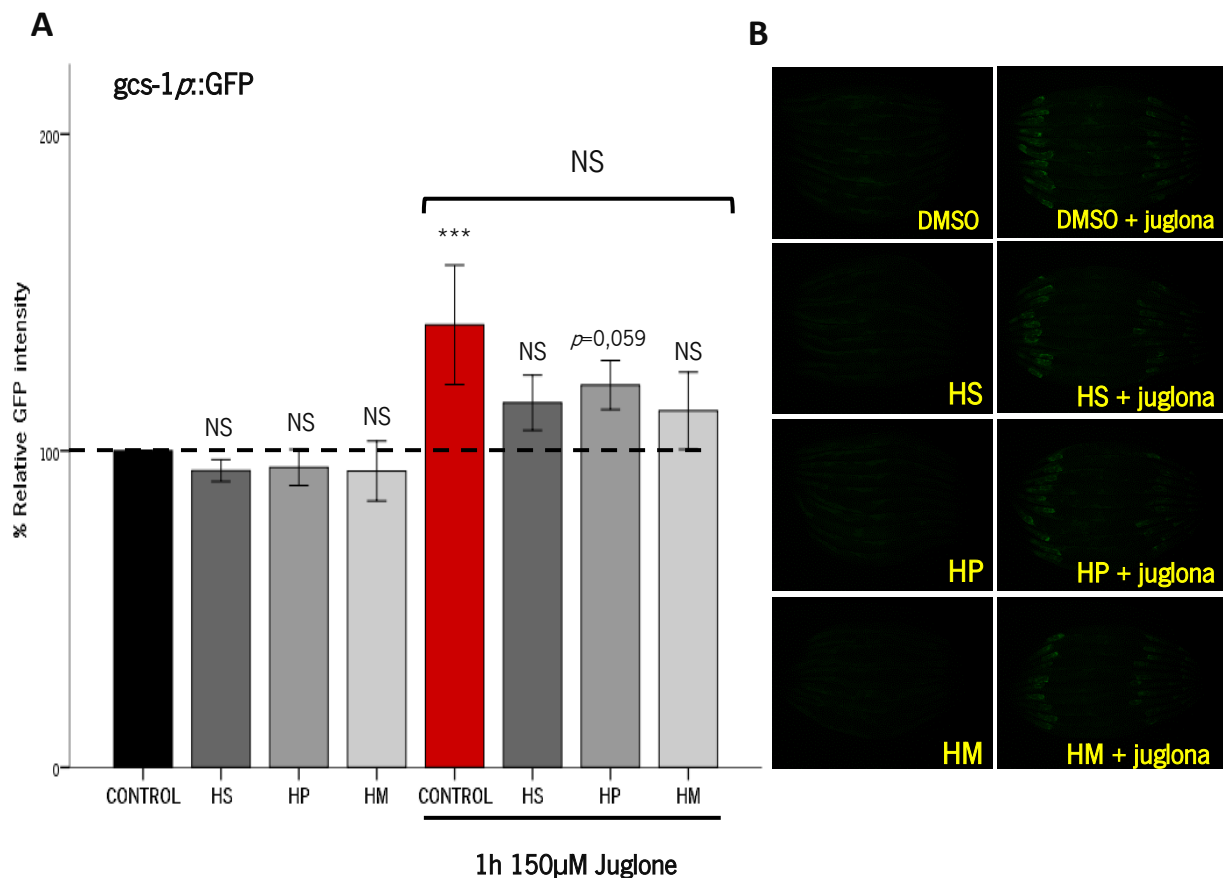 A
gcs-1p::GFP
% Relative GFP intensity
200
100
0
NS
NS
NS
NS
***
NS
p=0,059
NS
CONTROL HS HP HM CONTROL HS HP HM
1h 150µM Juglone
B
DMSO
DMSO + juglona
HS
HS + juglona
HP
HP + juglona
HM
HM + juglona